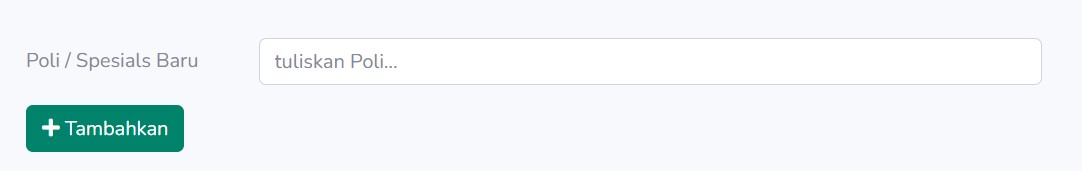 Poli / Spesials Baru
tuliskan Poli...
Tambahkan